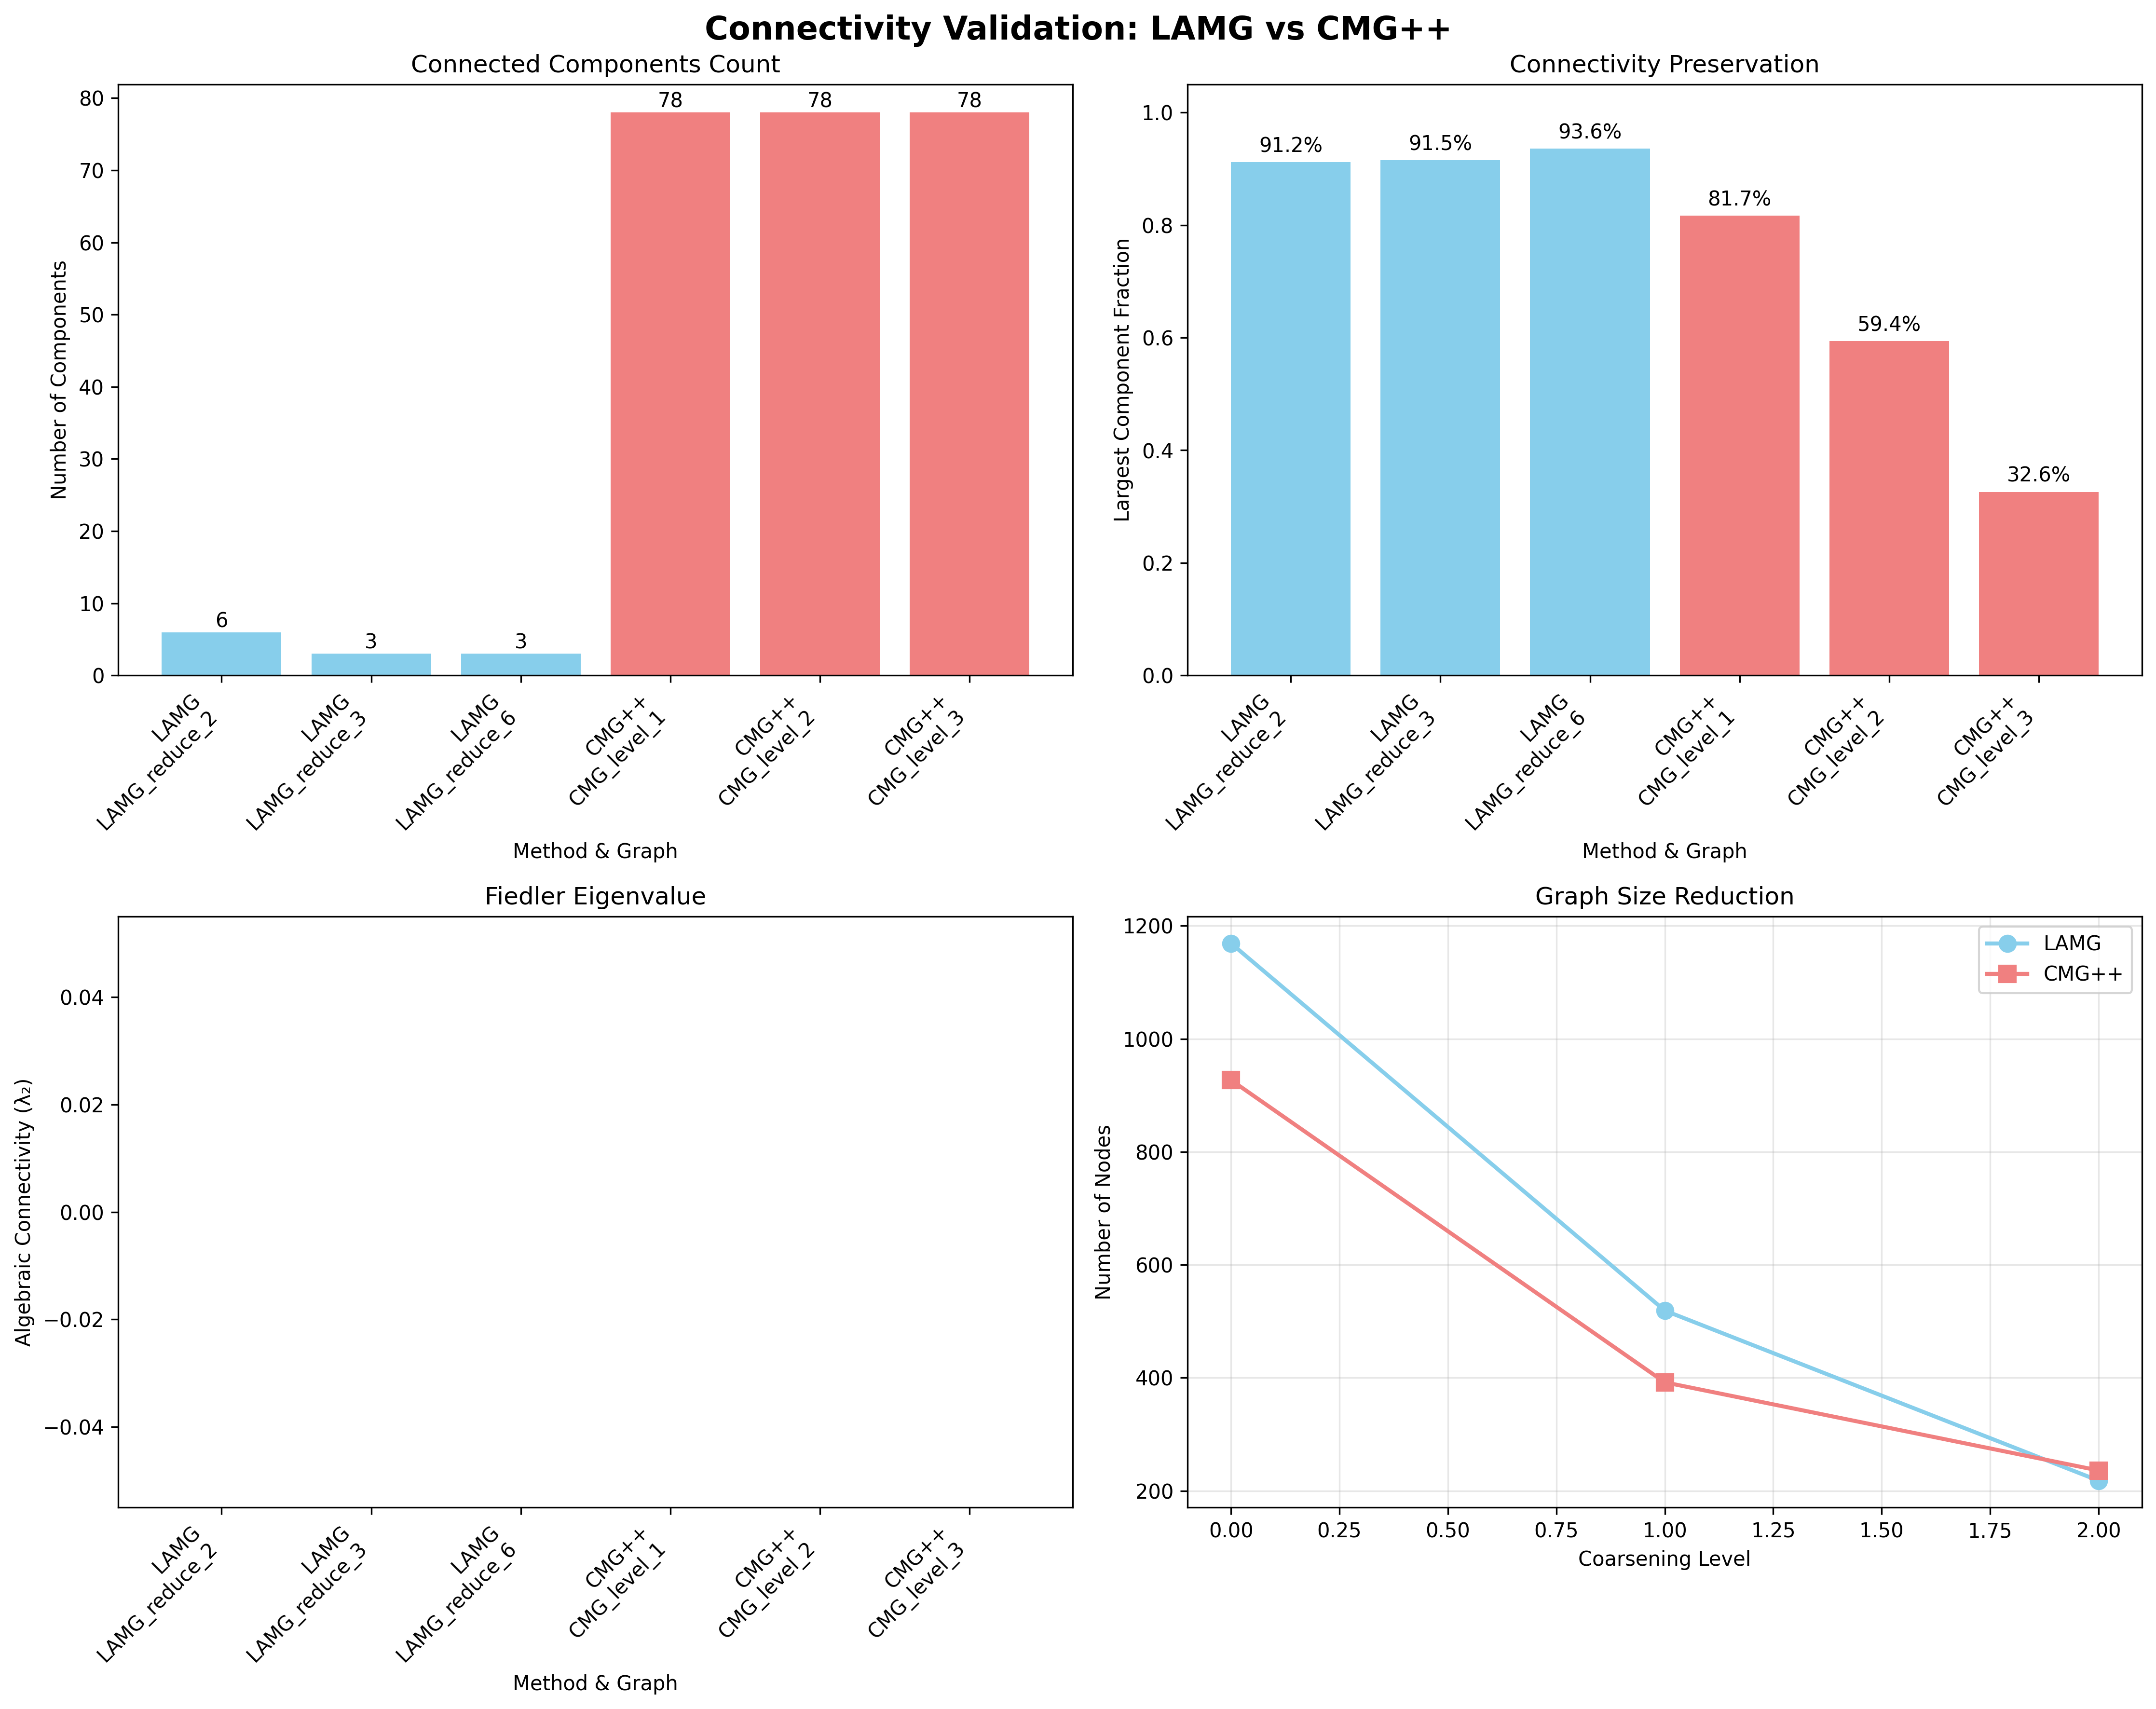 Connectivity Validation: LAMG vs CMG++
Connected Components Count
Number of Components
80
70
60
50
40
30
20
10
0
6
3
3
78
78
78
LAMG
LAMG_reduce_2
LAMG
LAMG_reduce_3
LAMG
LAMG_reduce_6
CMG++
CMG_level_1
CMG++
CMG_level_2
CMG++
CMG_level_3
Method & Graph
Connectivity Preservation
Largest Component Fraction
1.0
0.8
0.6
0.4
0.2
0.0
91.2%
91.5%
93.6%
81.7%
59.4%
32.6%
LAMG
LAMG_reduce_2
LAMG
LAMG_reduce_3
LAMG
LAMG_reduce_6
CMG++
CMG_level_1
CMG++
CMG_level_2
CMG++
CMG_level_3
Method & Graph
Fiedler Eigenvalue
Algebraic Connectivity (λ₂)
0.04
0.02
0.00
−0.02
−0.04
LAMG
LAMG_reduce_2
LAMG
LAMG_reduce_3
LAMG
LAMG_reduce_6
CMG++
CMG_level_1
CMG++
CMG_level_2
CMG++
CMG_level_3
Method & Graph
Graph Size Reduction
Number of Nodes
1200
1000
800
600
400
200
LAMG
CMG++
0.00
0.25
0.50
0.75
1.00
1.25
1.50
1.75
2.00
Coarsening Level